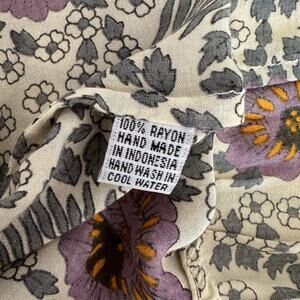 100% RAYON
HAND MADE
IN INDONESIA
HAND WASH IN
COOL WATER